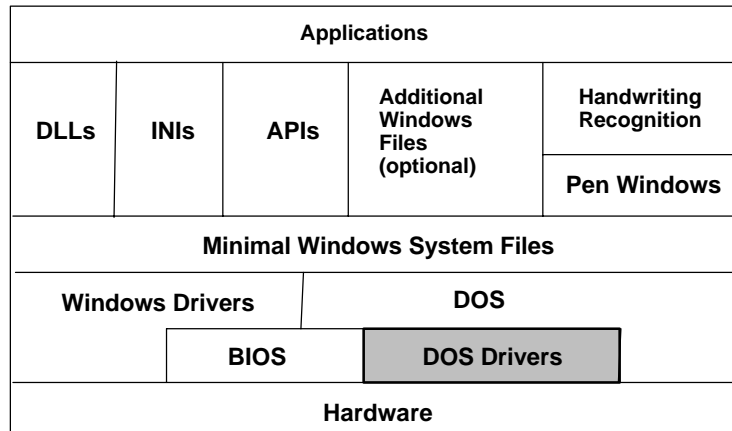 Applications
DLLs
INIs
APIs
Additional
Windows
Files
(optional)
Handwriting
Recognition
Pen Windows
Minimal Windows System Files
Windows Drivers
DOS
BIOS
DOS Drivers
Hardware